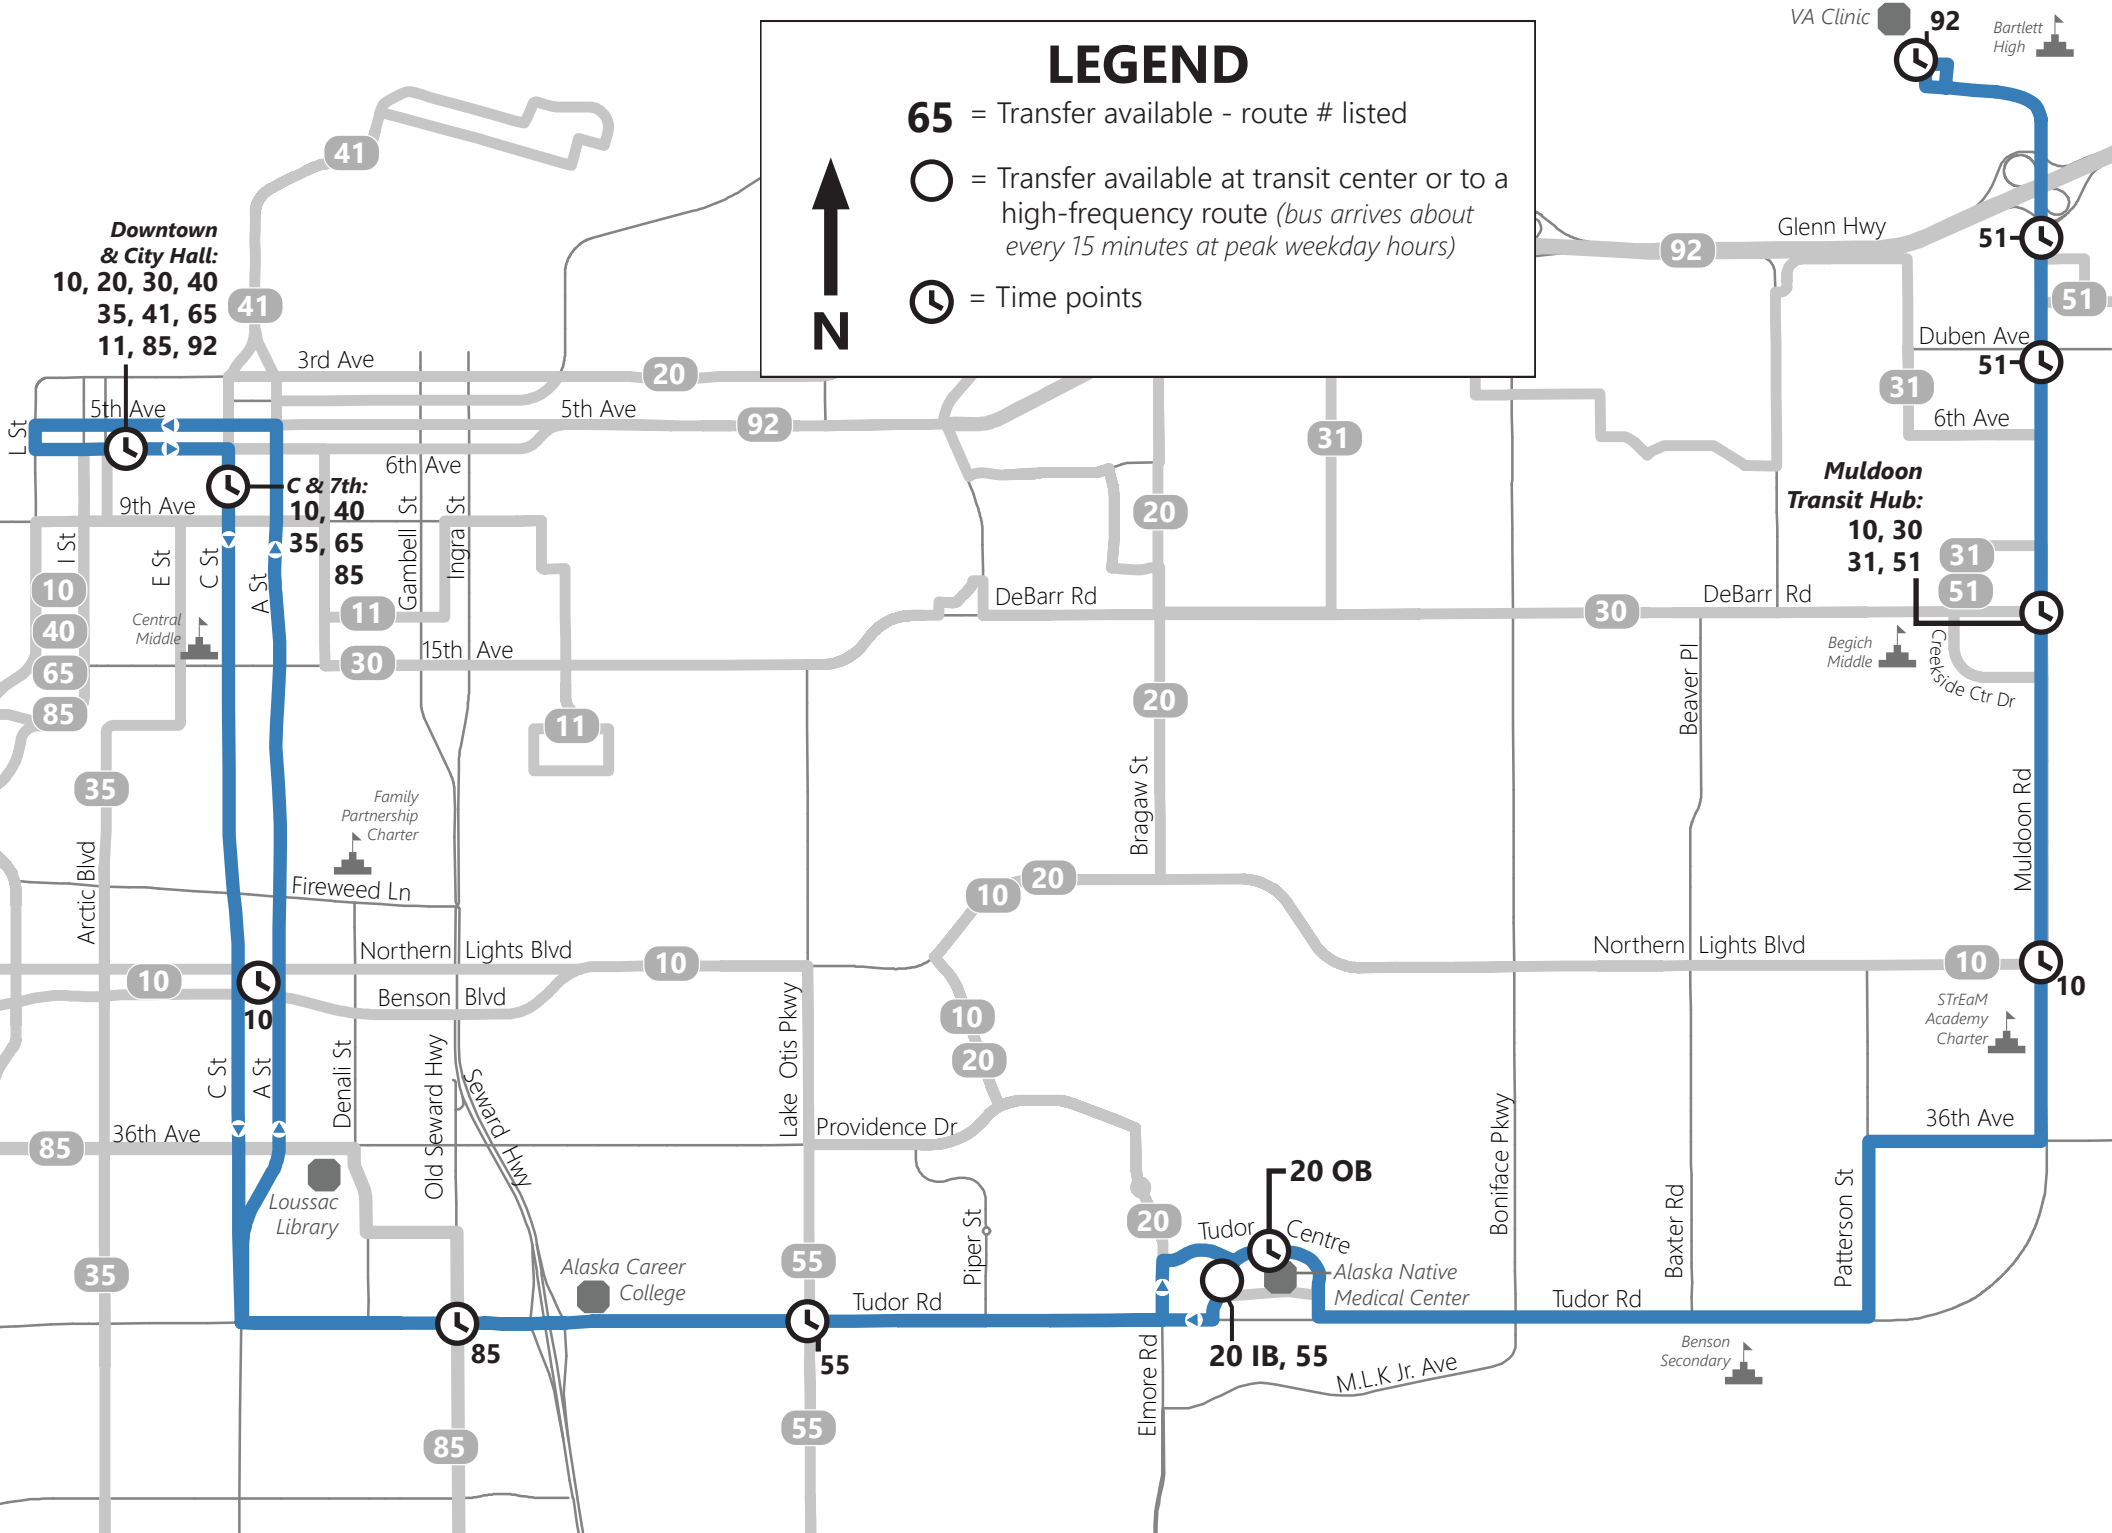 LEGEND
65 = Transfer available - route # listed
= Transfer available at transit center or to a
high-frequency route (bus arrives about
every 15 minutes at peak weekday hours)
= Time points
N
VA Clinic
92
Bartlett
High
41
Downtown
& City Hall:
10, 20, 30, 40
35, 41, 65
11, 85, 92
41
Glenn Hwy
92
51
51
Duben Ave
51
3rd Ave
20
31
5th Ave
5th Ave
92
6th Ave
L St
31
6th Ave
C & 7th:
10, 40
35, 65
85
9th Ave
Muldoon
Transit Hub:
10, 30
31, 51
20
I St
E St
C St
A St
Gambell St
Ingra St
31
51
10
40
65
85
11
DeBarr Rd
30
DeBarr Rd
Central
Middle
30
15th Ave
Begich
Middle
Creekside Ctr Dr
20
Beaver Pl
11
35
Family
Partnership
Charter
Bragaw St
Muldoon Rd
Arctic Blvd
Fireweed Ln
10
20
Northern Lights Blvd
10
Northern Lights Blvd
10
10
10
Benson Blvd
10
STrEaM
Academy
Charter
10
20
C St
A St
Denali St
Old Seward Hwy
Seward Hwy
Lake Otis Pkwy
Boniface Pkwy
85
36th Ave
Providence Dr
36th Ave
Loussac
Library
20 OB
20
Tudor Centre
Piper St
Baxter Rd
Patterson St
35
55
Alaska Career
College
Alaska Native
Medical Center
Tudor Rd
Tudor Rd
85
55
20 IB, 55
Elmore Rd
M.L.K Jr. Ave
Benson
Secondary
85
55